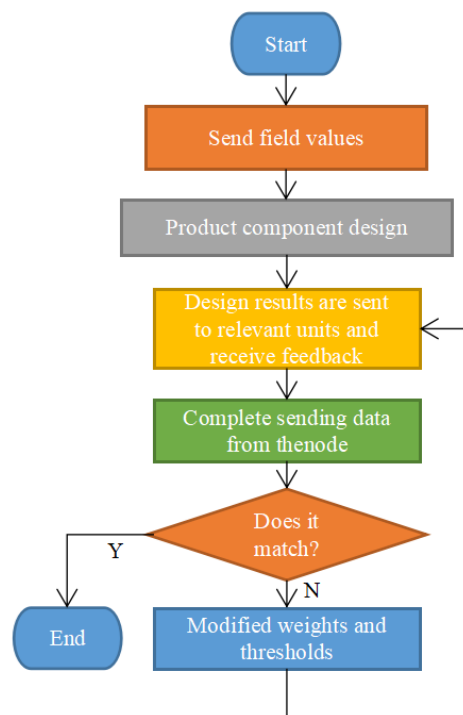 Start
Send field values
Product component design
Design results are sent
to relevant units and
receive feedback
Complete sending data
from thenode
Does it
match?
Y
N
End
Modified weights and
thresholds